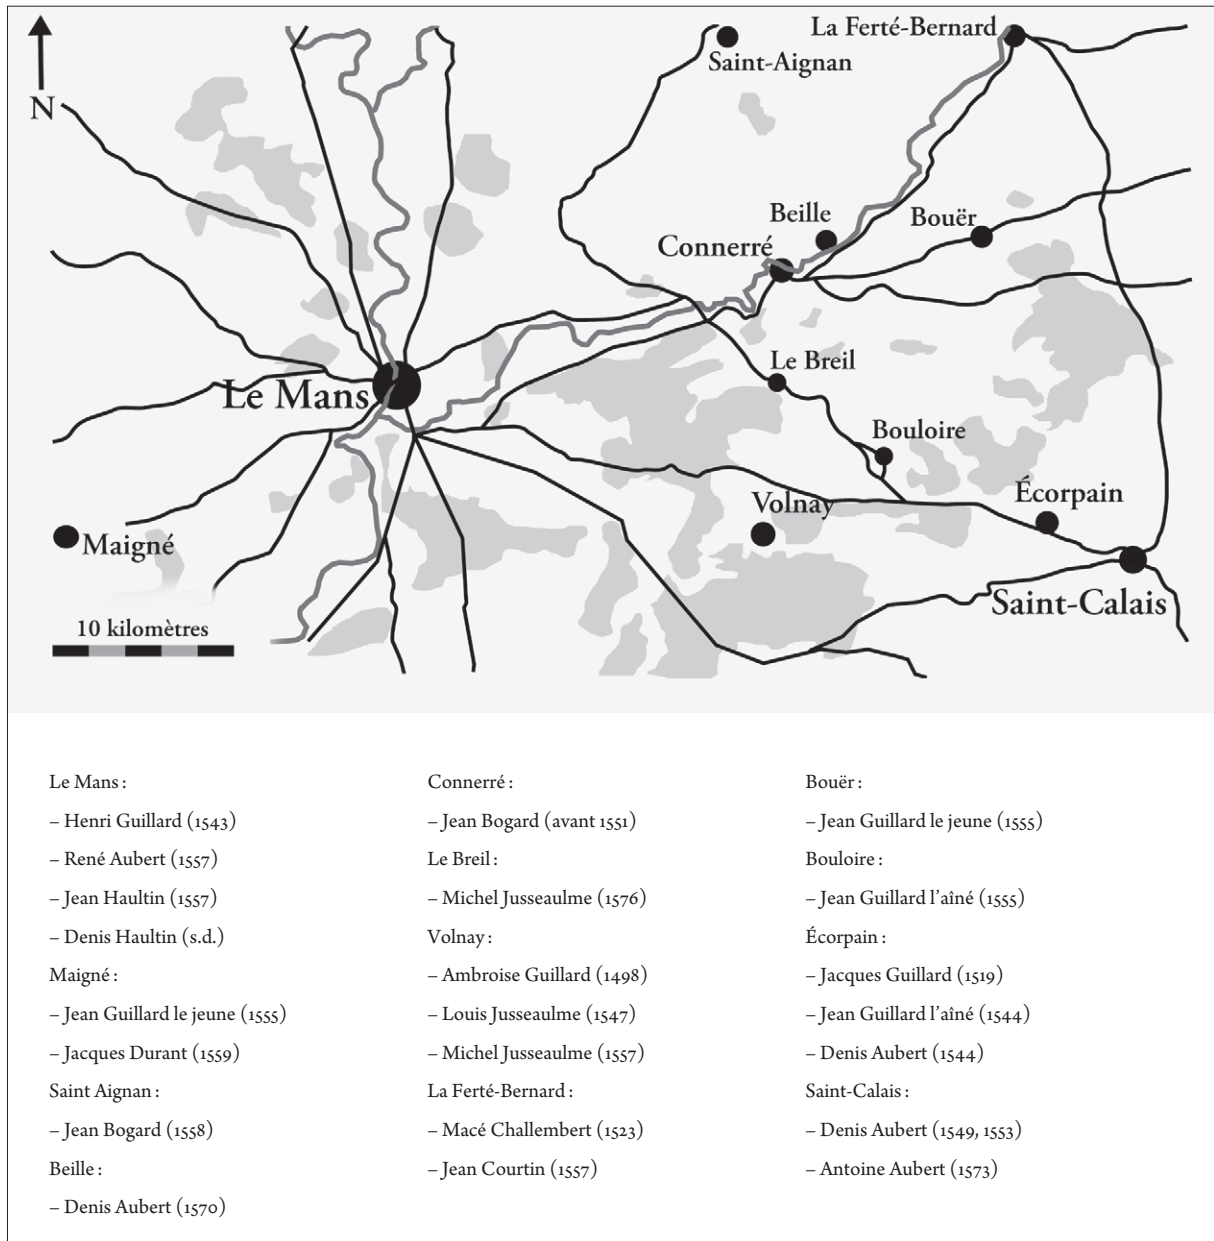 La Ferté-Bernard
Saint-Aignan
N
Beille
Bouër
Connerré
Le Breil
Le Mans
Bouloire
Écorpain
Volnay
Maigné
Saint-Calais
10 kilomètres
Le Mans :
– Henri Guillard (1543)
– René Aubert (1557)
– Jean Haultin (1557)
– Denis Haultin (s.d.)
Maigné :
– Jean Guillard le jeune (1555)
– Jacques Durant (1559)
Saint Aignan :
– Jean Bogard (1558)
Beille :
– Denis Aubert (1570)
Connerré :
– Jean Bogard (avant 1551)
Le Breil :
– Michel Jusseaulme (1576)
Volnay :
– Ambroise Guillard (1498)
– Louis Jusseaulme (1547)
– Michel Jusseaulme (1557)
La Ferté-Bernard :
– Macé Challembert (1523)
– Jean Courtin (1557)
Bouër :
– Jean Guillard le jeune (1555)
Bouloire :
– Jean Guillard l'aîné (1555)
Écorpain :
– Jacques Guillard (1519)
– Jean Guillard l'aîné (1544)
– Denis Aubert (1544)
Saint-Calais :
– Denis Aubert (1549, 1553)
– Antoine Aubert (1573)